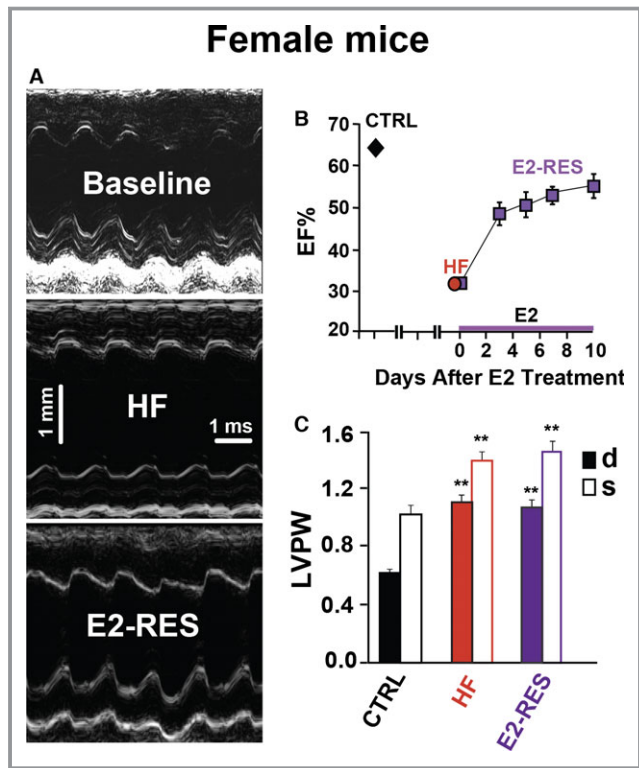 Female mice
A
Baseline
HF
1 mm
1 ms
E2-RES
B
CTRL
70
60
50
40
30
20
EF%
E2-RES
HF
E2
0 2 4 6 8 10
Days After E2 Treatment
C
1.6
1.2
0.8
0.4
0.0
LVPW
** ** ** **
d
s
CTRL
HF
E2-RES